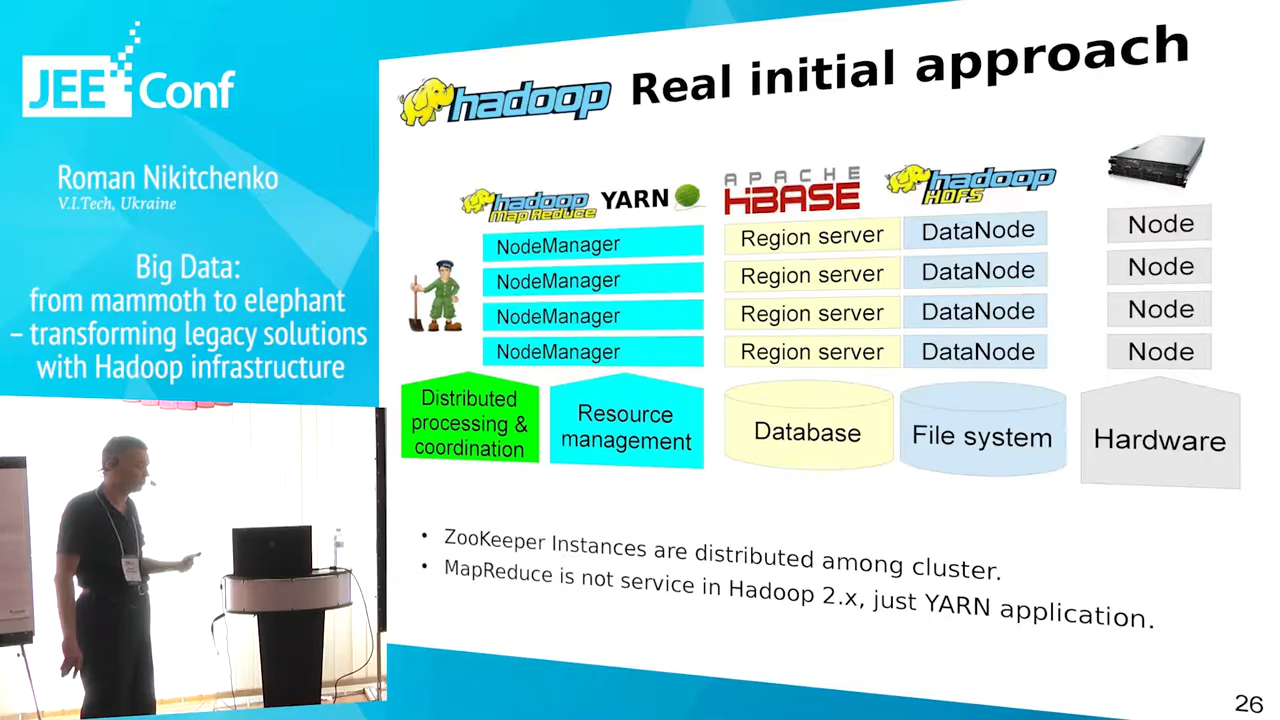 JEE Conf
Roman Nikitchenko
V.I.Tech, Ukraine
Big Data:
from mammoth to elephant
– transforming legacy solutions
with Hadoop infrastructure
hadoop Real initial approach
hadoop Map Reduce YARN
APACHE HBASE
hadoop HDFS
NodeManager Region server DataNode Node
NodeManager Region server DataNode Node
NodeManager Region server DataNode Node
NodeManager Region server DataNode Node
Distributed
processing &
coordination
Resource
management
Database
File system
Hardware
• ZooKeeper Instances are distributed among cluster.
• MapReduce is not service in Hadoop 2.x, just YARN application.
26